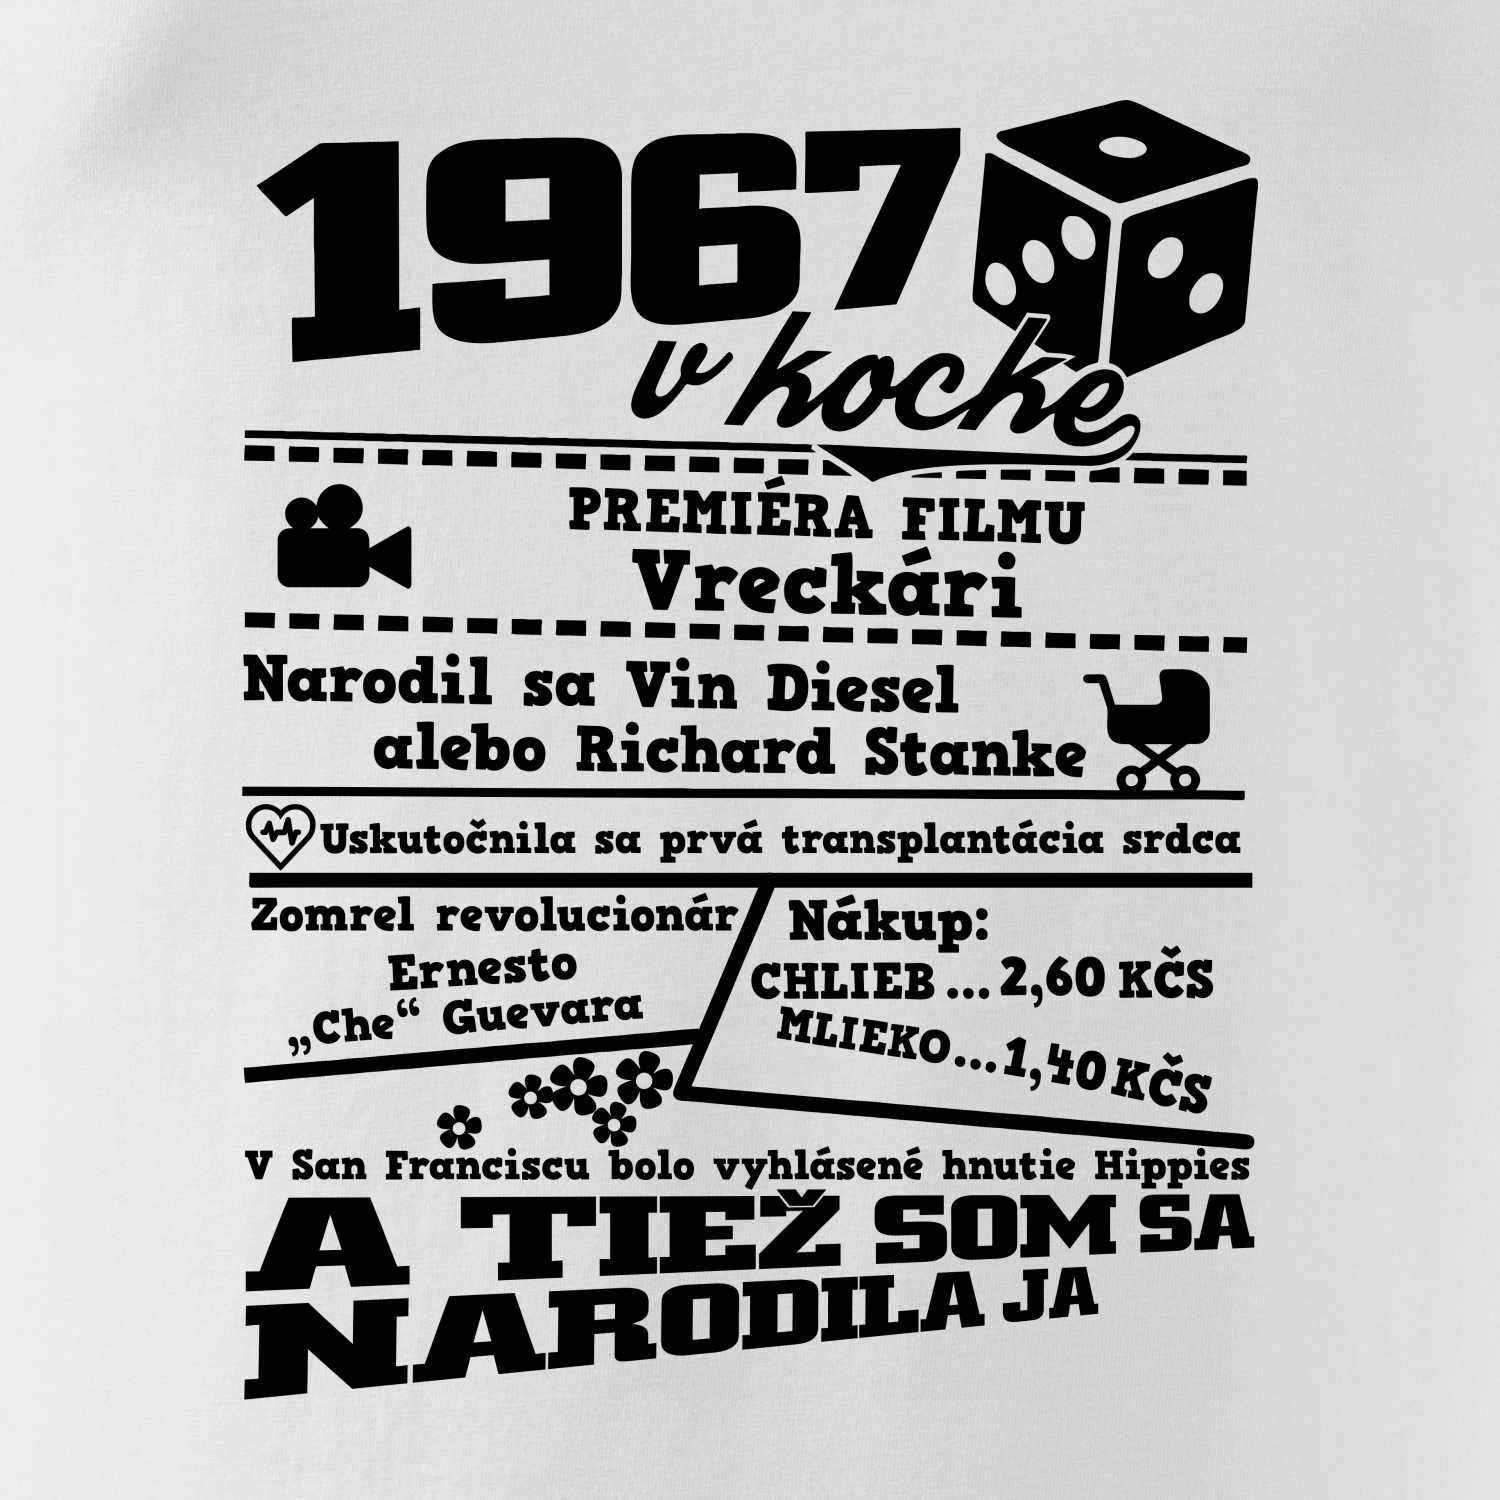 1967
v kocke
PREMIÉRA FILMU
Vreckári
Narodil sa Vin Diesel
alebo Richard Stanke
Uskutočnila sa prvá transplantácia srdca
Zomrel revolucionár
Ernesto
„Che“ Guevara
Nákup:
CHLIEB...2,60 KČS
MLIEKO...1,40 KČS
V San Franciscu bolo vyhlásené hnutie Hippies
A TIEŽ SOM SA
NARODILA JA